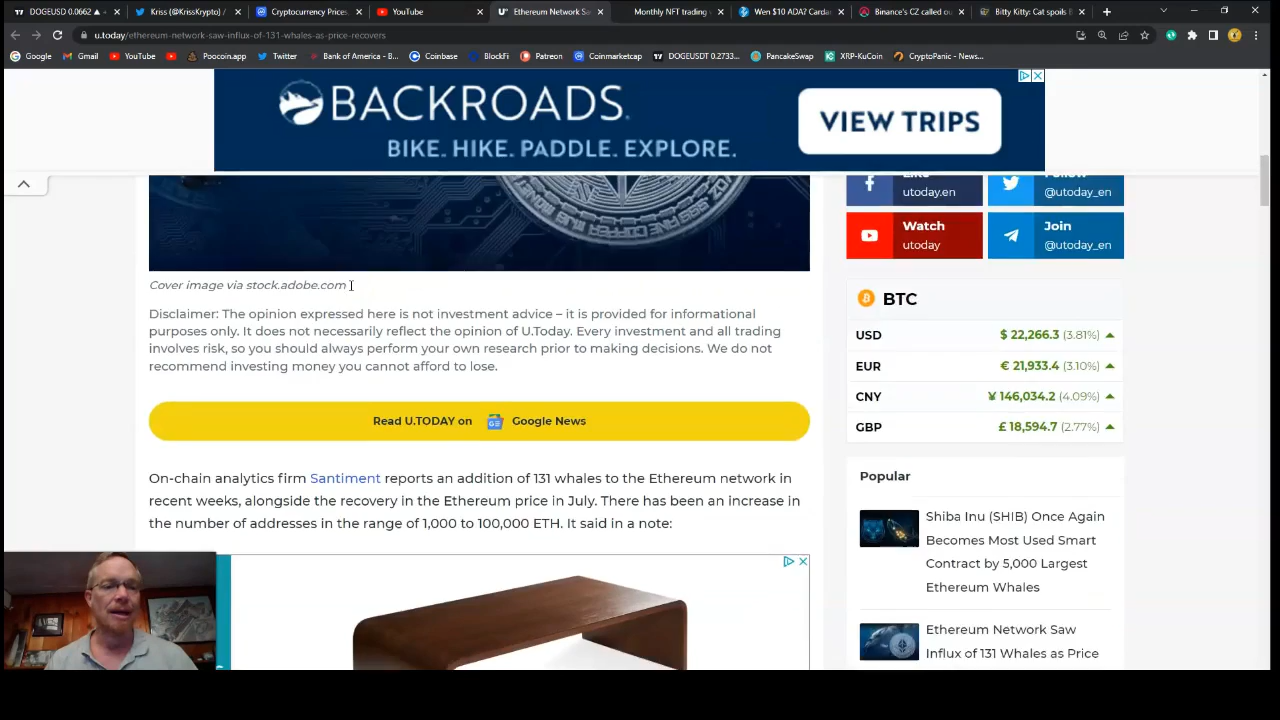 DOGEUSD 0.0662
Kriss (@KrissKrypto) /
Cryptocurrency Prices,
YouTube
Ethereum Network Sa
Monthly NFT trading
Wen $10 ADA? Carda
Binance's CZ called ou
Bitty Kitty: Cat spoils B
u.today/ethereum-network-saw-influx-of-131-whales-as-price-recovers
Google
Gmail
YouTube
Poocoin.app
Twitter
Bank of America - B...
Coinbase
BlockFi
Patreon
Coinmarketcap
DOGEUSDT 0.2733...
PancakeSwap
XRP-KuCoin
CryptoPanic - News...
BACKROADS
BIKE. HIKE. PADDLE. EXPLORE.
VIEW TRIPS
utoday.en
Follow
@utoday_en
Watch
utoday
Join
@utoday_en
Cover image via stock.adobe.com
Disclaimer: The opinion expressed here is not investment advice – it is provided for informational
purposes only. It does not necessarily reflect the opinion of U.Today. Every investment and all trading
involves risk, so you should always perform your own research prior to making decisions. We do not
recommend investing money you cannot afford to lose.
Read U.TODAY on Google News
On-chain analytics firm Santiment reports an addition of 131 whales to the Ethereum network in
recent weeks, alongside the recovery in the Ethereum price in July. There has been an increase in
the number of addresses in the range of 1,000 to 100,000 ETH. It said in a note:
BTC
USD $ 22,266.3 (3.81%)
EUR € 21,933.4 (3.10%)
CNY ¥ 146,034.2 (4.09%)
GBP £ 18,594.7 (2.77%)
Popular
Shiba Inu (SHIB) Once Again
Becomes Most Used Smart
Contract by 5,000 Largest
Ethereum Whales
Ethereum Network Saw
Influx of 131 Whales as Price